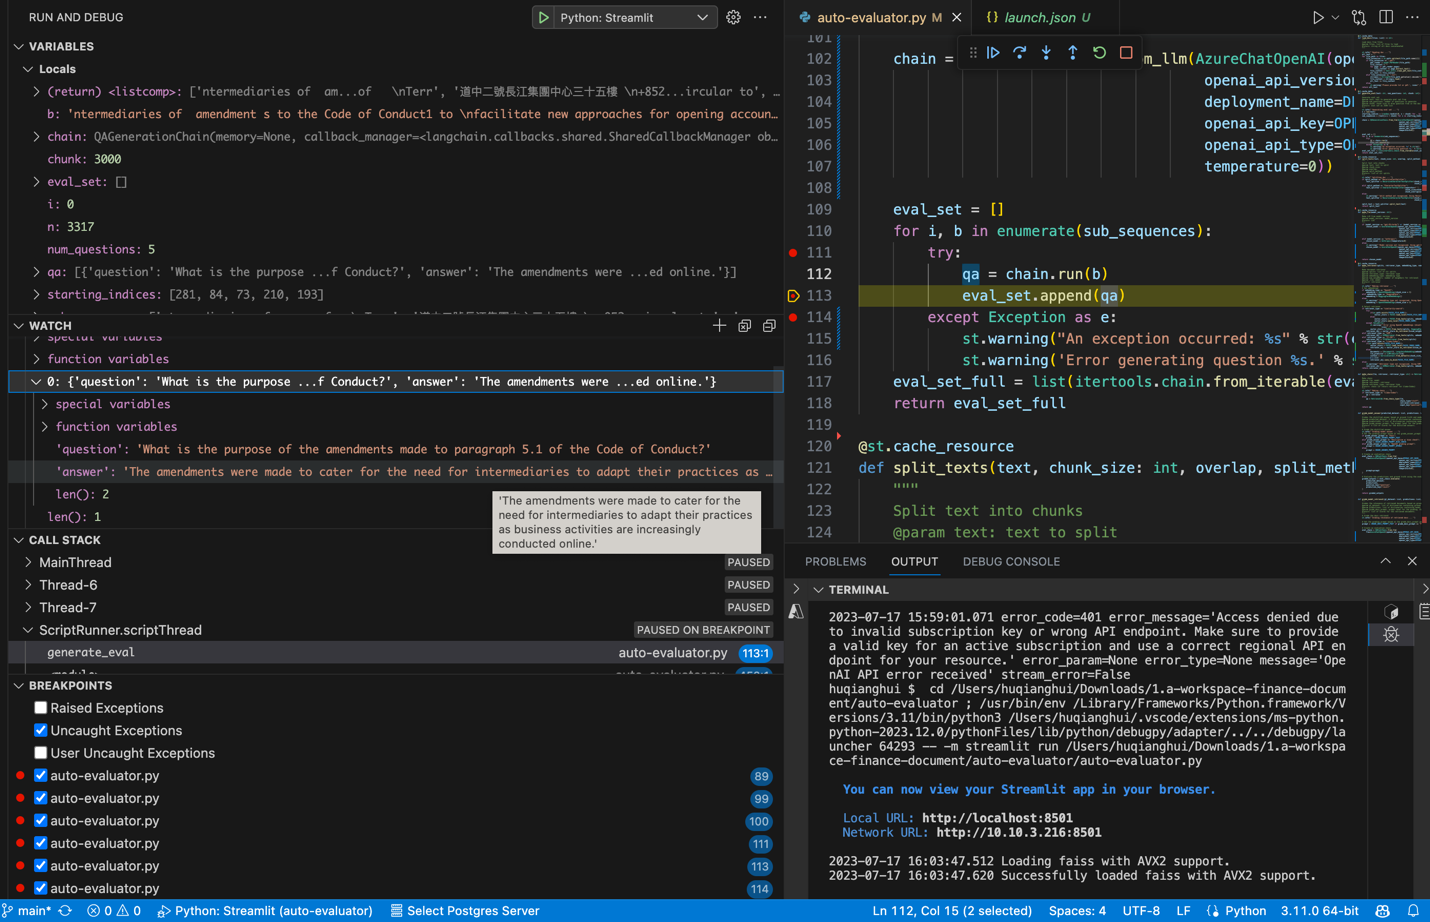 RUN AND DEBUG
Python: Streamlit
VARIABLES
Locals
(return) <listcomp>: ['ntermediaries of  am...of   \nTerr', '道中二號長江集團中心三十五樓 \n+852...ircular to', …
b: 'ntermediaries of  amendment s to the Code of Conduct1 to \nfacilitate new approaches for opening accoun…
chain: QAGenerationChain(memory=None, callback_manager=<langchain.callbacks.shared.SharedCallbackManager ob…
chunk: 3000
eval_set: []
i: 0
n: 3317
num_questions: 5
qa: [{'question': 'What is the purpose ...f Conduct?', 'answer': 'The amendments were ...ed online.'}]
starting_indices: [281, 84, 73, 210, 193]
WATCH
special variables
function variables
0: {'question': 'What is the purpose ...f Conduct?', 'answer': 'The amendments were ...ed online.'}
special variables
function variables
'question': 'What is the purpose of the amendments made to paragraph 5.1 of the Code of Conduct?'
'answer': 'The amendments were made to cater for the need for intermediaries to adapt their practices as …
len(): 2
len(): 1
'The amendments were made to cater for the
need for intermediaries to adapt their practices
as business activities are increasingly
conducted online.'
CALL STACK
MainThread PAUSED
Thread-6 PAUSED
Thread-7 PAUSED
ScriptRunner.scriptThread PAUSED ON BREAKPOINT
generate_eval auto-evaluator.py 113:1
BREAKPOINTS
Raised Exceptions
Uncaught Exceptions
User Uncaught Exceptions
auto-evaluator.py 89
auto-evaluator.py 99
auto-evaluator.py 100
auto-evaluator.py 111
auto-evaluator.py 113
auto-evaluator.py 114
auto-evaluator.py M
{} launch.json U
101
102 chain = m_llm(AzureChatOpenAI(ope
103 openai_api_version
104 deployment_name=DE
105 openai_api_key=OPE
106 openai_api_type=O
107 temperature=0))
108
109 eval_set = []
110 for i, b in enumerate(sub_sequences):
111 try:
112 qa = chain.run(b)
113 eval_set.append(qa)
114 except Exception as e:
115 st.warning("An exception occurred: %s" % str(e
116 st.warning('Error generating question %s.' % s
117 eval_set_full = list(itertools.chain.from_iterable(eva
118 return eval_set_full
119
120 @st.cache_resource
121 def split_texts(text, chunk_size: int, overlap, split_meth
122 """
123 Split text into chunks
124 @param text: text to split
PROBLEMS OUTPUT DEBUG CONSOLE
TERMINAL
2023-07-17 15:59:01.071 error_code=401 error_message='Access denied due
to invalid subscription key or wrong API endpoint. Make sure to provide
a valid key for an active subscription and use a correct regional API en
dpoint for your resource.' error_param=None error_type=None message='Ope
nAI API error received' stream_error=False
huqianghui $  cd /Users/huqianghui/Downloads/1.a-workspace-finance-docum
ent/auto-evaluator ; /usr/bin/env /Library/Frameworks/Python.framework/V
ersions/3.11/bin/python3 /Users/huqianghui/.vscode/extensions/ms-python.
python-2023.12.0/pythonFiles/lib/python/debugpy/adapter/../../debugpy/la
uncher 64293 -- -m streamlit run /Users/huqianghui/Downloads/1.a-workspa
ce-finance-document/auto-evaluator/auto-evaluator.py
You can now view your Streamlit app in your browser.
Local URL: http://localhost:8501
Network URL: http://10.10.3.216:8501
2023-07-17 16:03:47.512 Loading faiss with AVX2 support.
2023-07-17 16:03:47.620 Successfully loaded faiss with AVX2 support.
main* 0 0 Python: Streamlit (auto-evaluator) Select Postgres Server Ln 112, Col 15 (2 selected) Spaces: 4 UTF-8 LF Python 3.11.0 64-bit